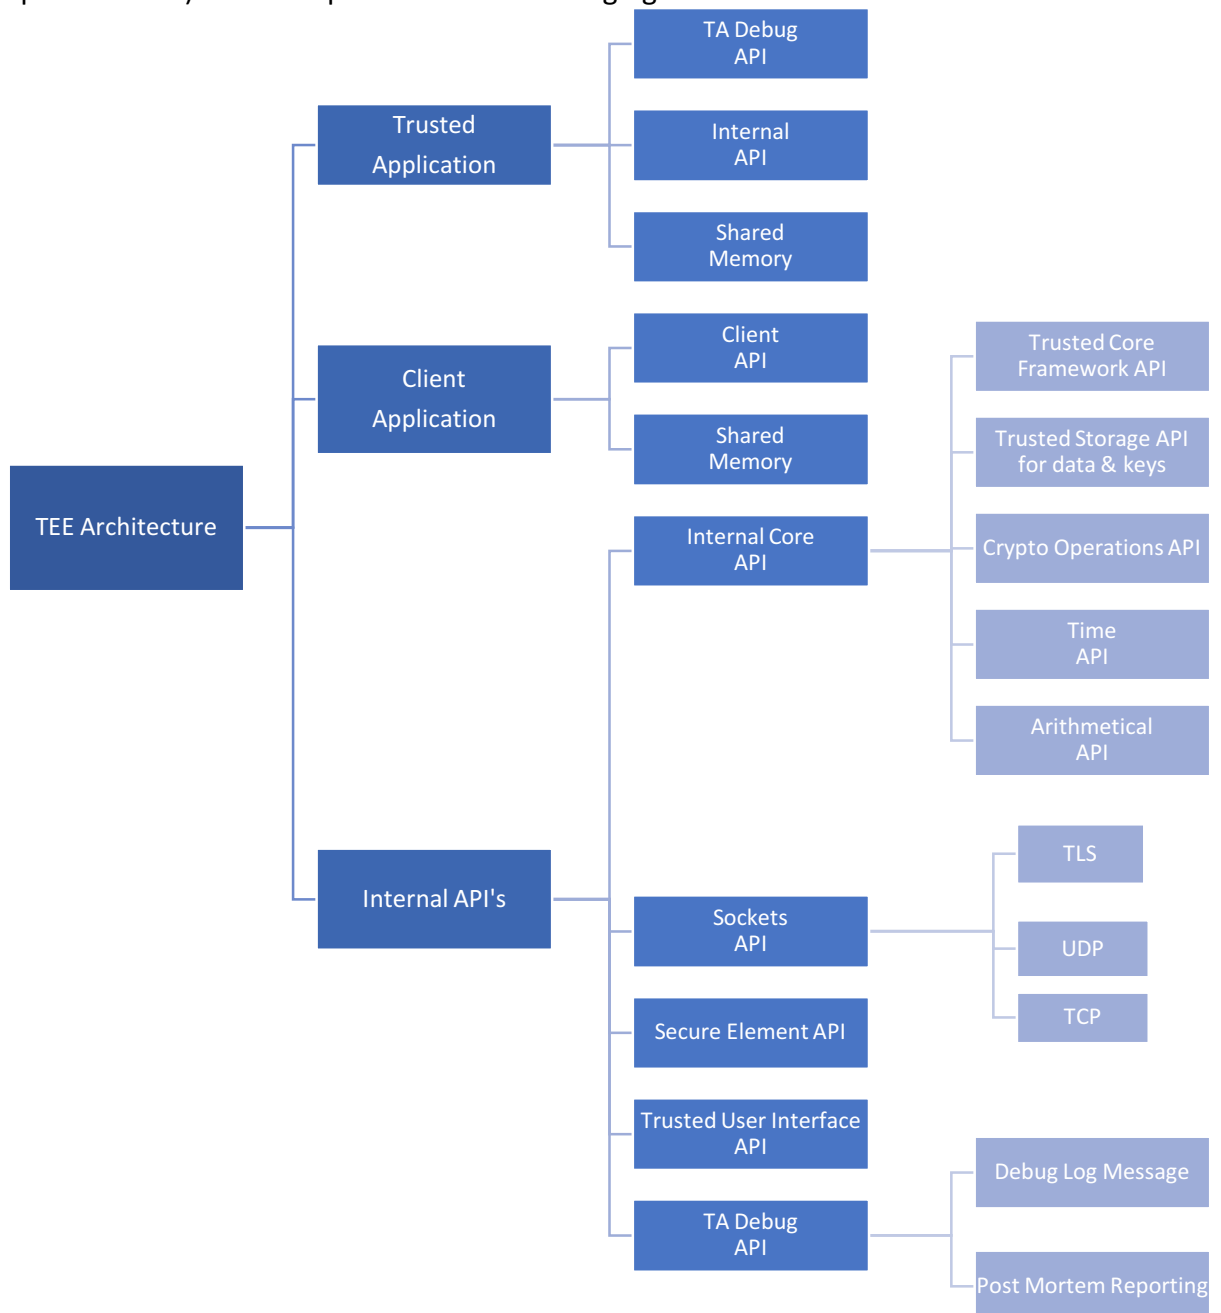 TA Debug
API
Trusted
Application
Internal
API
Shared
Memory
Client
API
Client
Application
Shared
Memory
Trusted Core
Framework API
Trusted Storage API
for data & keys
TEE Architecture
Internal Core
API
Crypto Operations API
Time
API
Arithmetical
API
Internal API's
Sockets
API
TLS
UDP
TCP
Secure Element API
Trusted User Interface
API
TA Debug
API
Debug Log Message
Post Mortem Reporting